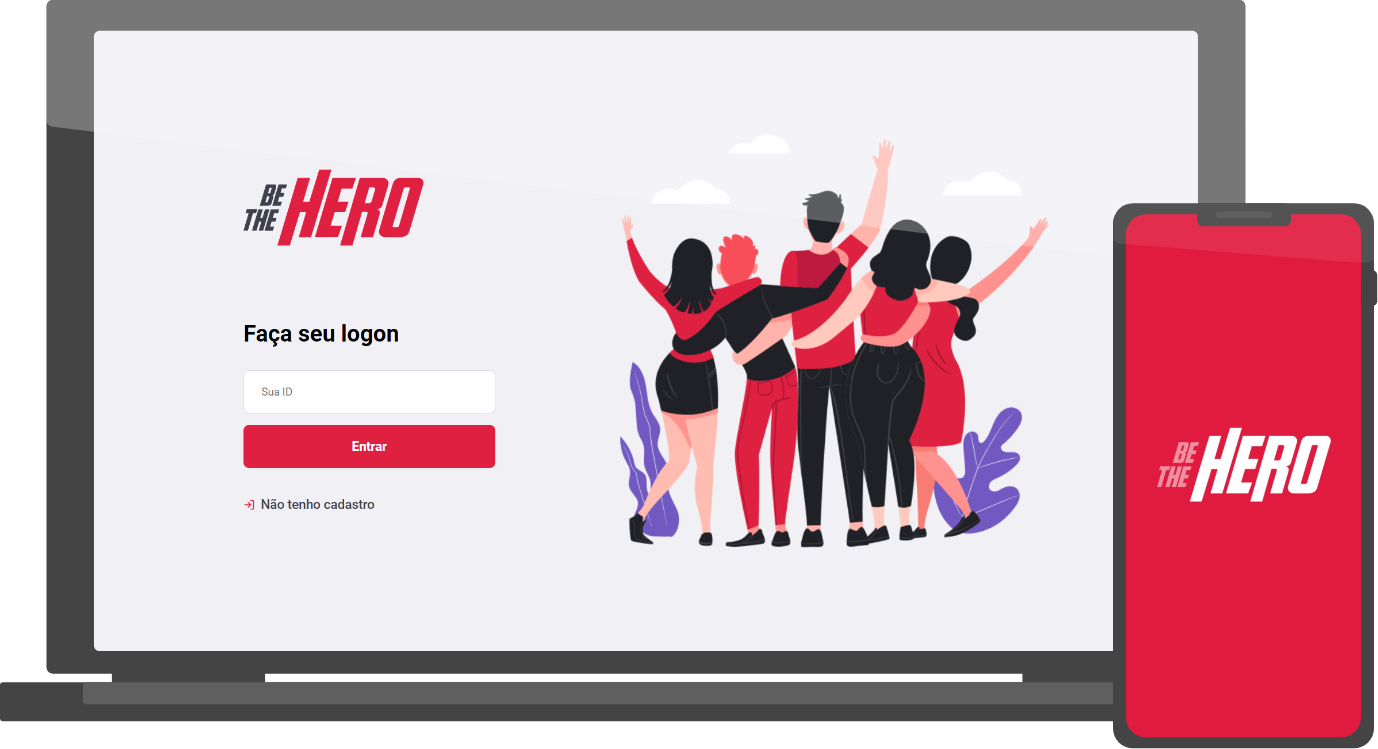 BE
THE HERO
Faça seu logon
Sua ID
Entrar
Não tenho cadastro
BE
THE HERO